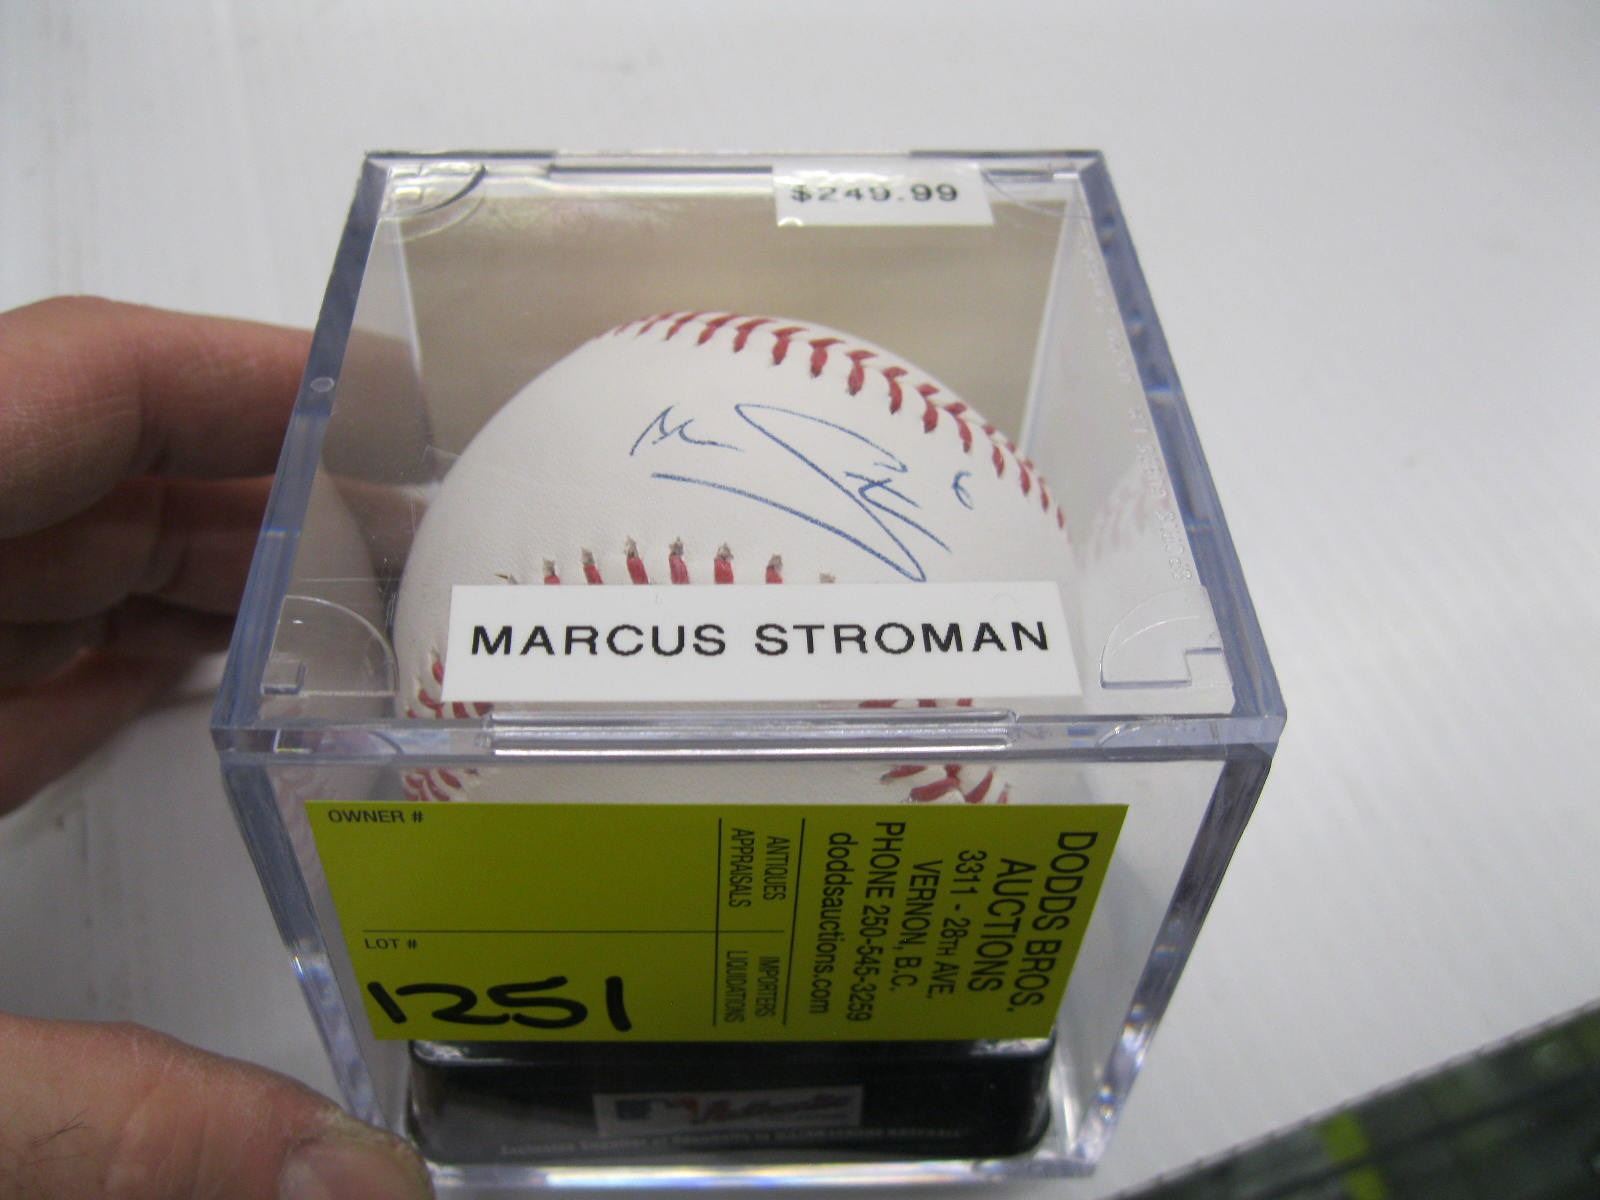 $249.99
6
MARCUS STROMAN
OWNER #
LOT #
1251
DODDS BROS.
AUCTIONS
3311 - 28TH AVE.
VERNON, B.C.
PHONE 250-545-3259
doddsauctions.com
ANTIQUES IMPORTERS
APPRAISALS LIQUIDATIONS